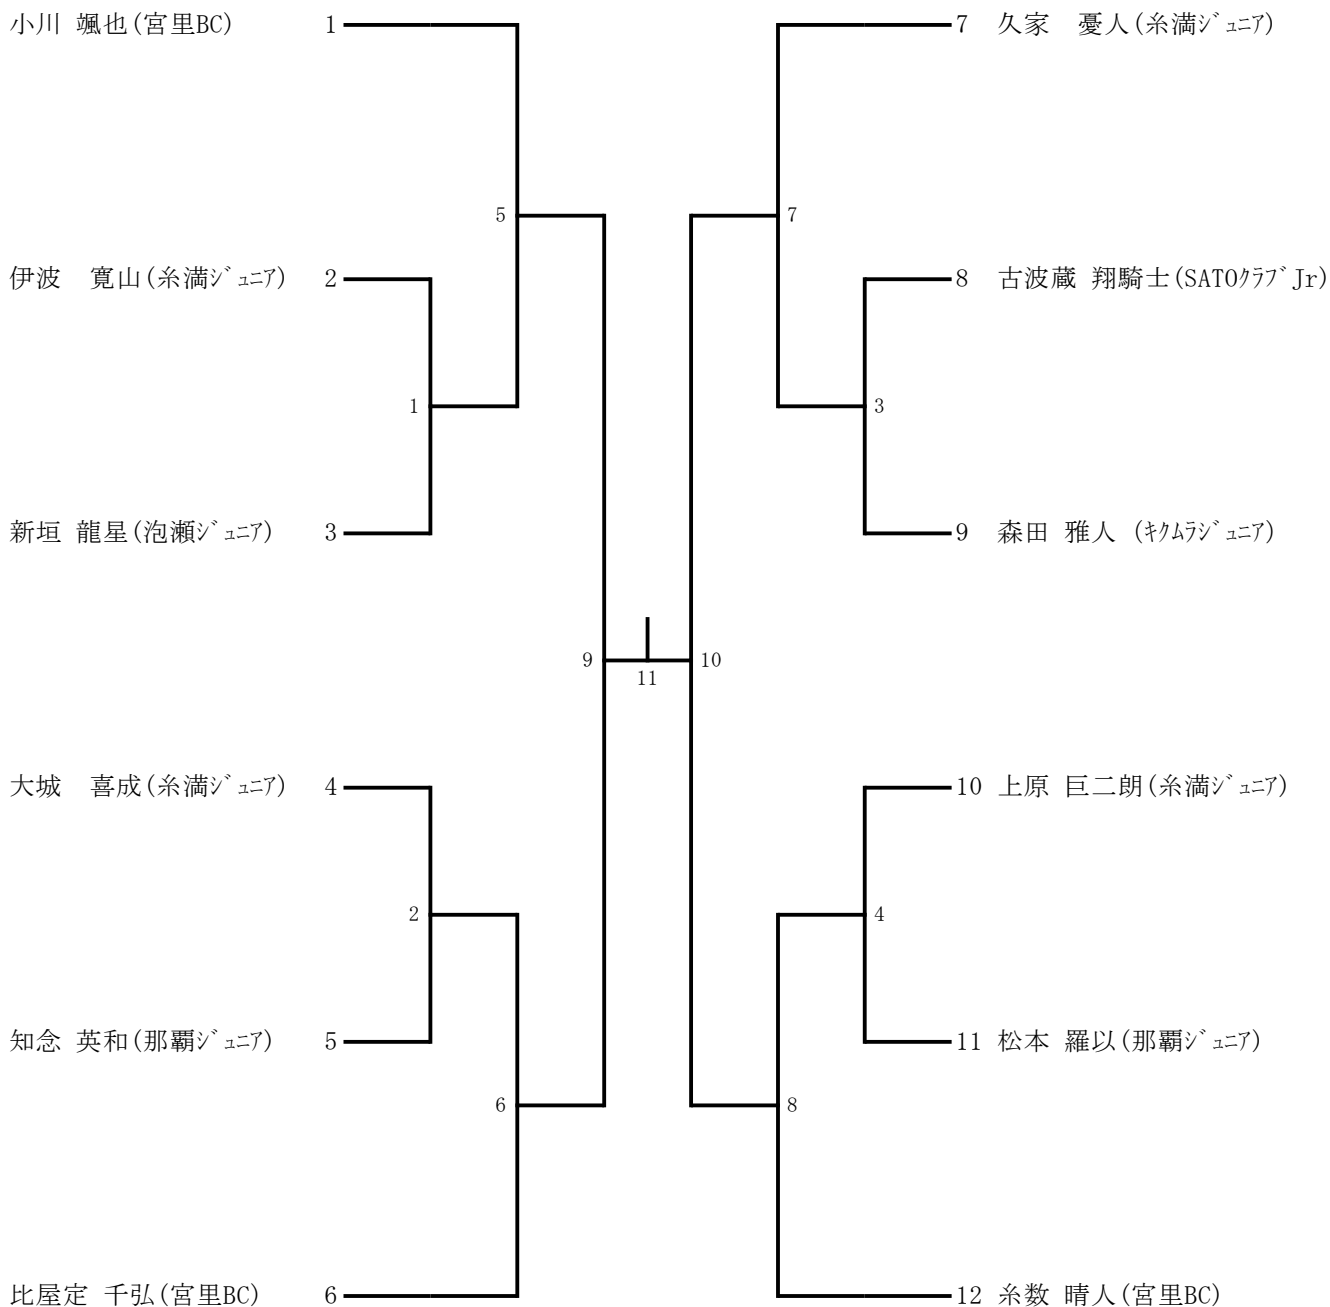 小川 颯也(宮里BC) 1
7 久家 憂人(糸満ｼﾞｭﾆｱ)
5
7
伊波 寛山(糸満ｼﾞｭﾆｱ) 2
8 古波蔵 翔騎士(SATOｸﾗﾌﾞJr)
1
3
新垣 龍星(泡瀬ｼﾞｭﾆｱ) 3
9 森田 雅人 (ｷｸﾑﾗｼﾞｭﾆｱ)
9
10
11
大城 喜成(糸満ｼﾞｭﾆｱ) 4
10 上原 巨二朗(糸満ｼﾞｭﾆｱ)
2
4
知念 英和(那覇ｼﾞｭﾆｱ) 5
11 松本 羅以(那覇ｼﾞｭﾆｱ)
6
8
比屋定 千弘(宮里BC) 6
12 糸数 晴人(宮里BC)